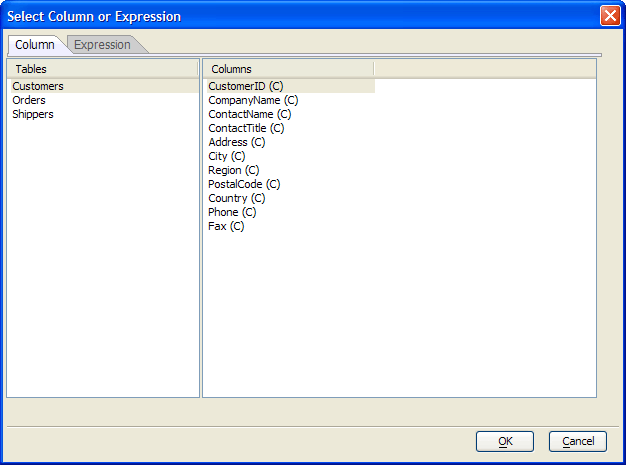 Select Column or Expression
Column
Expression
Tables
Customers
Orders
Shippers
Columns
CustomerID (C)
CompanyName (C)
ContactName (C)
ContactTitle (C)
Address (C)
City (C)
Region (C)
PostalCode (C)
Country (C)
Phone (C)
Fax (C)
OK
Cancel